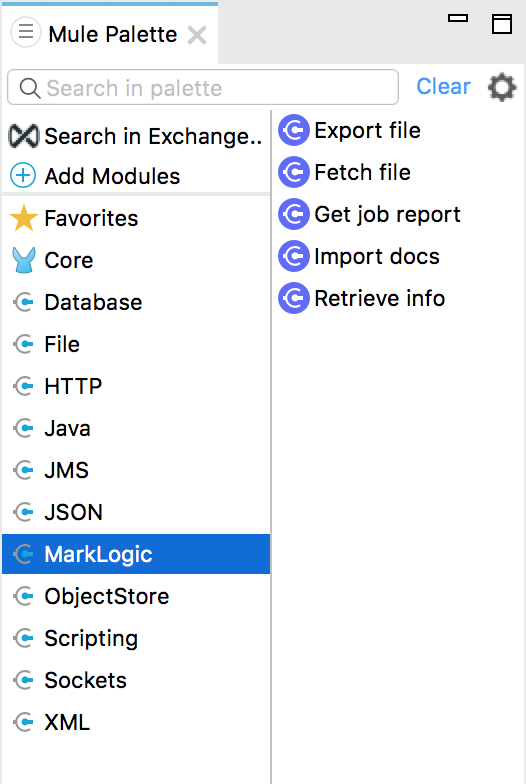 Mule Palette
Search in palette
Clear
Search in Exchange..
Add Modules
Favorites
Core
Database
File
HTTP
Java
JMS
JSON
MarkLogic
ObjectStore
Scripting
Sockets
XML
Export file
Fetch file
Get job report
Import docs
Retrieve info